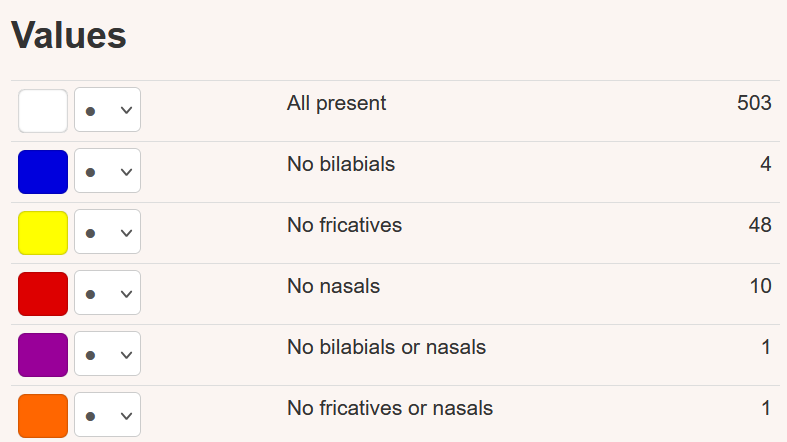 Values
All present 503
No bilabials 4
No fricatives 48
No nasals 10
No bilabials or nasals 1
No fricatives or nasals 1